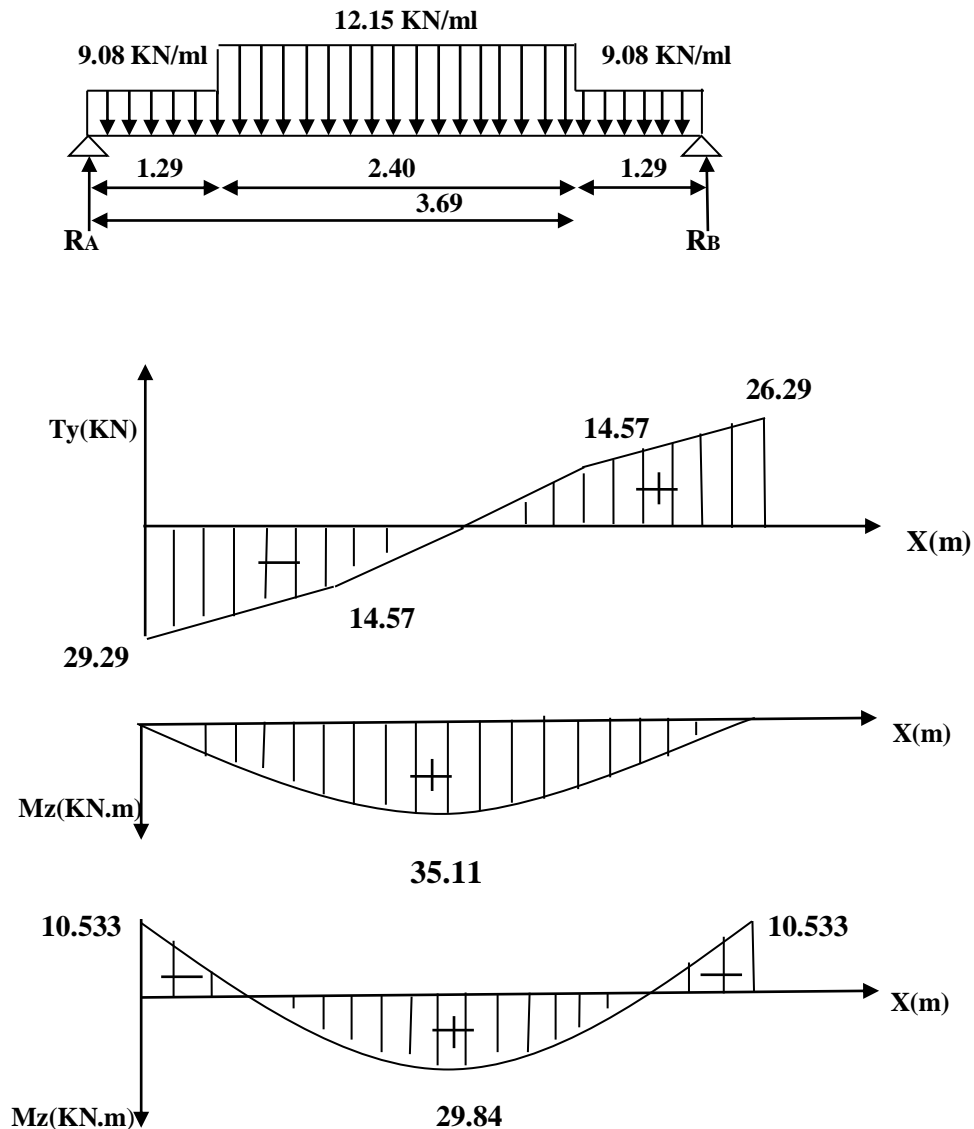 12.15 KN/ml
9.08 KN/ml
9.08 KN/ml
1.29
2.40
1.29
3.69
RA
RB
26.29
Ty(KN)
14.57
X(m)
14.57
29.29
X(m)
Mz(KN.m)
35.11
10.533
10.533
X(m)
Mz(KN.m)
29.84